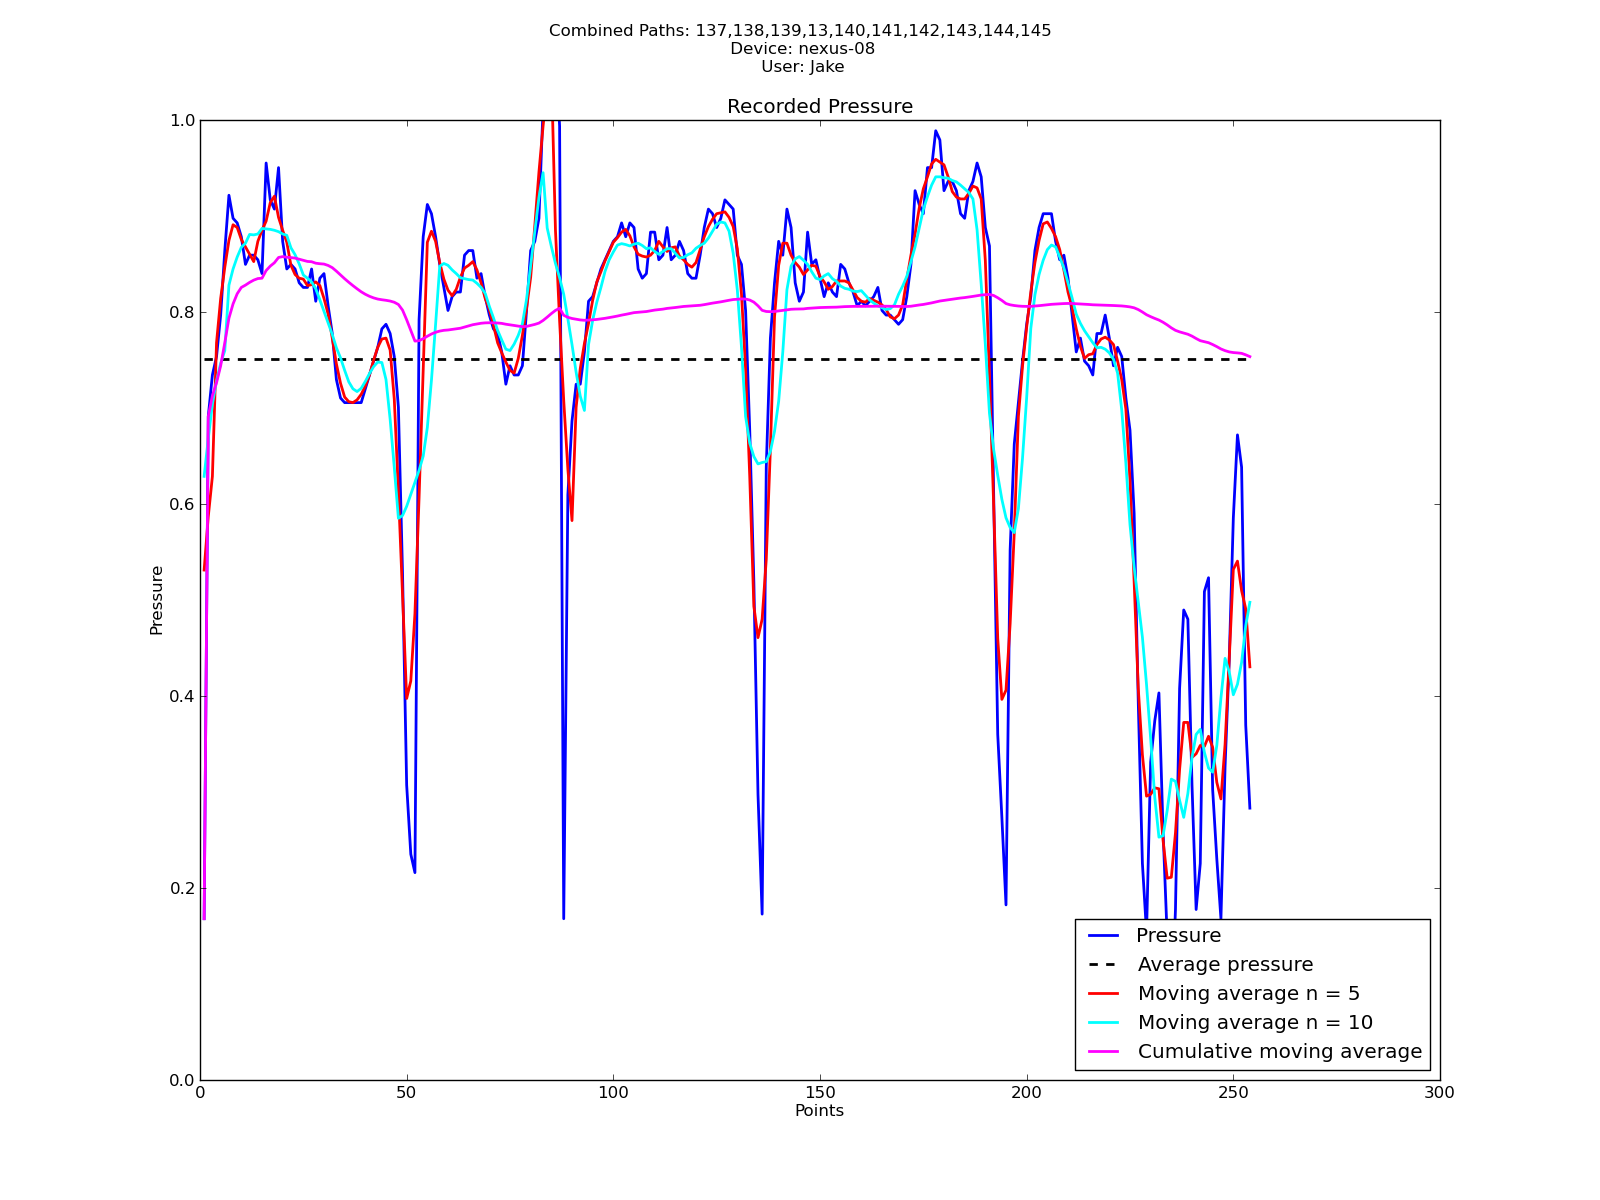 Combined Paths: 137,138,139,13,140,141,142,143,144,145
Device: nexus-08
User: Jake
Recorded Pressure
1.0
0.8
0.6
0.4
0.2
0.0
Pressure
0 50 100 150 200 250 300
Points
Pressure
Average pressure
Moving average n = 5
Moving average n = 10
Cumulative moving average